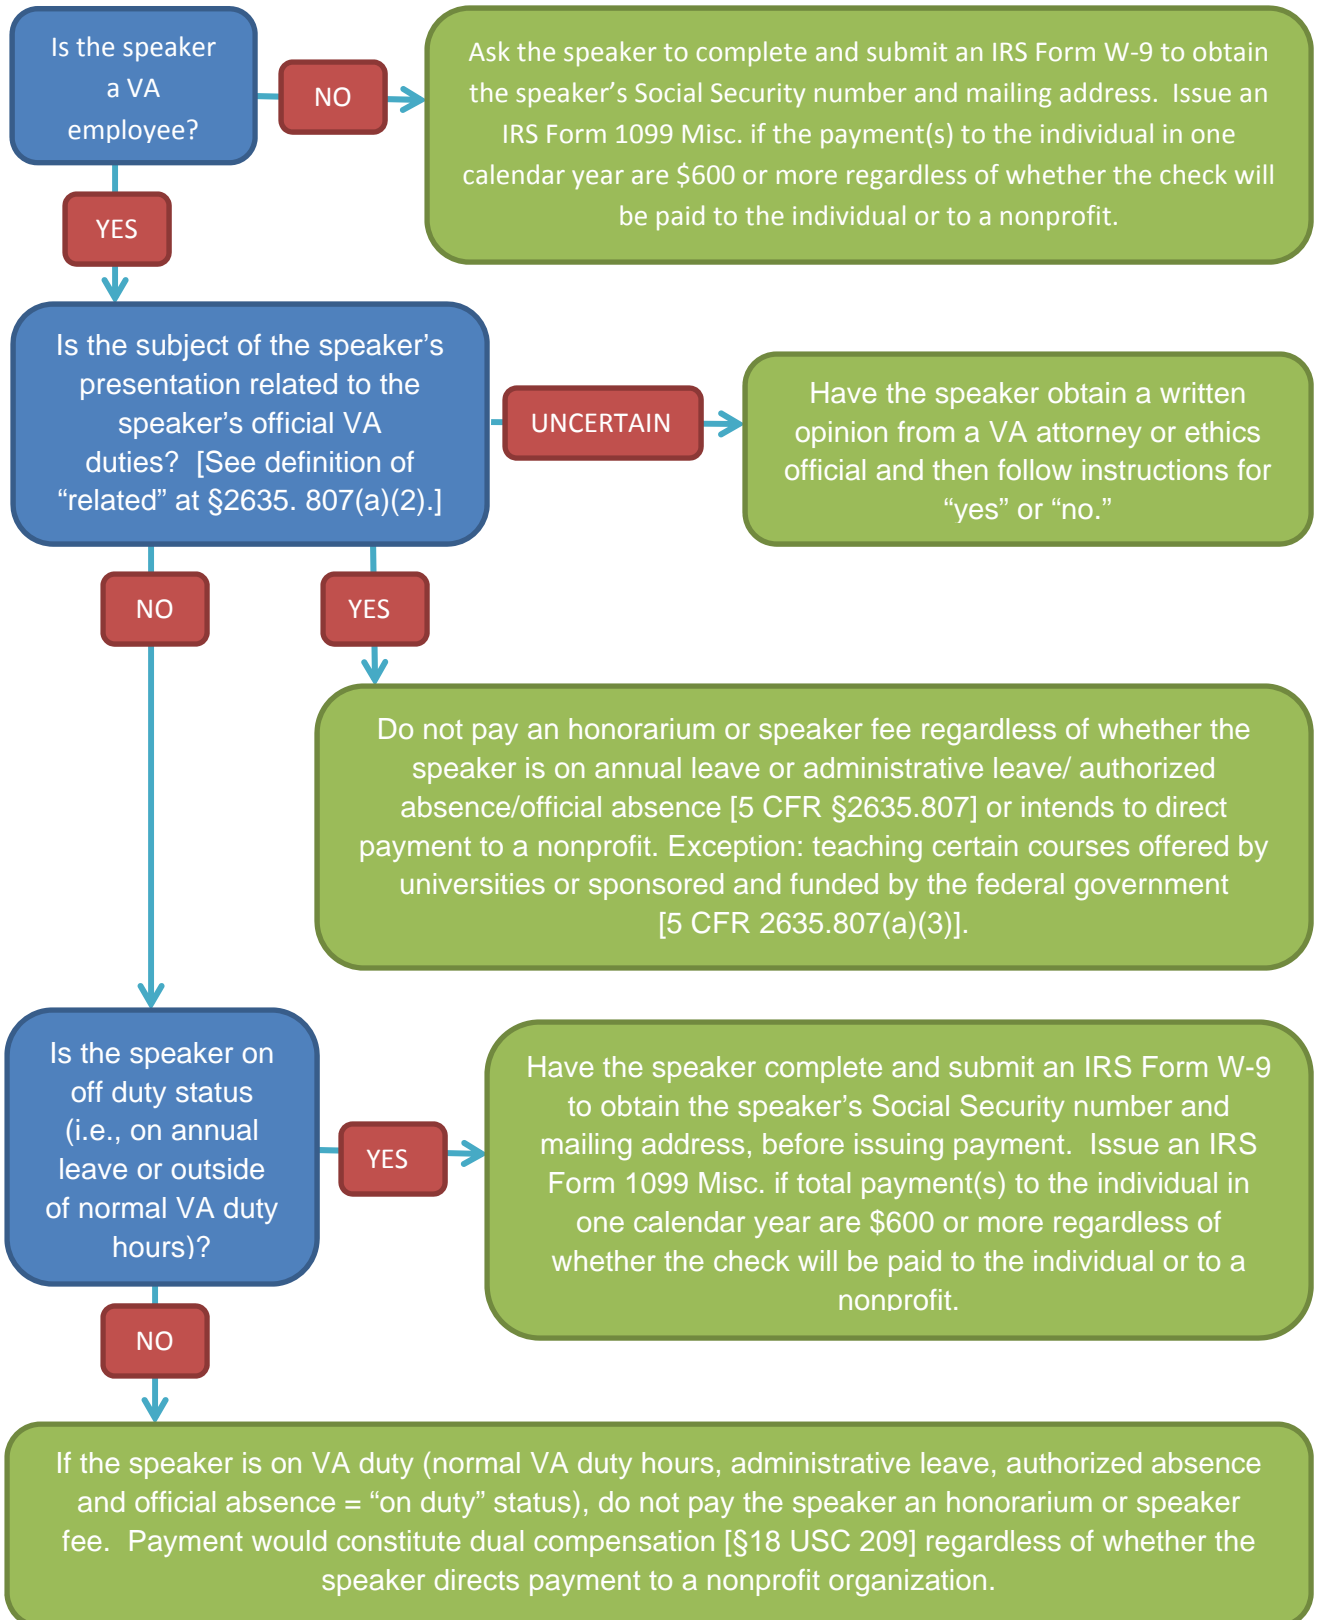 Is the speaker
a VA
employee?
NO
Ask the speaker to complete and submit an IRS Form W-9 to obtain
the speaker’s Social Security number and mailing address.  Issue an
IRS Form 1099 Misc. if the payment(s) to the individual in one
calendar year are $600 or more regardless of whether the check will
be paid to the individual or to a nonprofit.
YES
Is the subject of the speaker’s
presentation related to the
speaker’s official VA
duties?  [See definition of
“related” at §2635. 807(a)(2).]
UNCERTAIN
Have the speaker obtain a written
opinion from a VA attorney or ethics
official and then follow instructions for
“yes” or “no.”
NO
YES
Do not pay an honorarium or speaker fee regardless of whether the
speaker is on annual leave or administrative leave/ authorized
absence/official absence [5 CFR §2635.807] or intends to direct
payment to a nonprofit. Exception: teaching certain courses offered by
universities or sponsored and funded by the federal government
[5 CFR 2635.807(a)(3)].
Is the speaker on
off duty status
(i.e., on annual
leave or outside
of normal VA duty
hours)?
YES
Have the speaker complete and submit an IRS Form W-9
to obtain the speaker’s Social Security number and
mailing address, before issuing payment.  Issue an IRS
Form 1099 Misc. if total payment(s) to the individual in
one calendar year are $600 or more regardless of
whether the check will be paid to the individual or to a
nonprofit.
NO
If the speaker is on VA duty (normal VA duty hours, administrative leave, authorized absence
and official absence = “on duty” status), do not pay the speaker an honorarium or speaker
fee.  Payment would constitute dual compensation [§18 USC 209] regardless of whether the
speaker directs payment to a nonprofit organization.